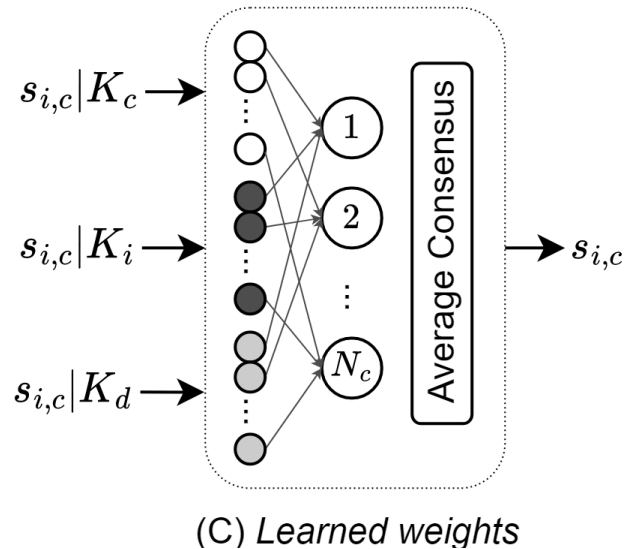 s_{i,c}|K_c
s_{i,c}|K_i
s_{i,c}|K_d
1
2
N_c
Average Consensus
s_{i,c}
(C) Learned weights